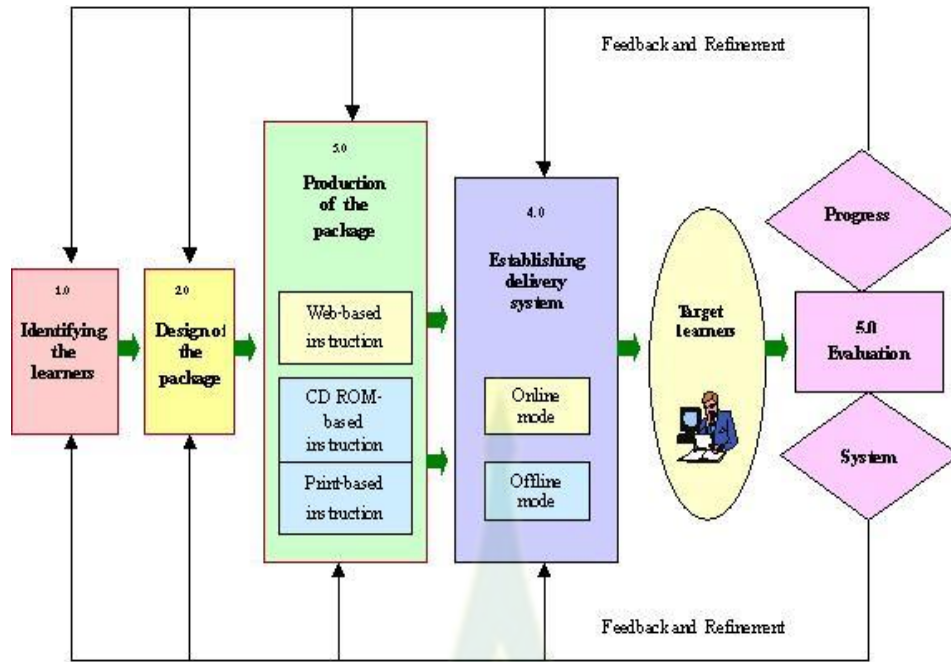 Feedback and Refinement
1.0
Identifying
the
learners
2.0
Design of
the
package
5.0
Production
of the
package
Web-based
instruction
CD ROM-
based
instruction
Print-based
instruction
4.0
Establishing
delivery
system
Online
mode
Offline
mode
Target
learners
Progress
5.0
Evaluation
System
Feedback and Refinement